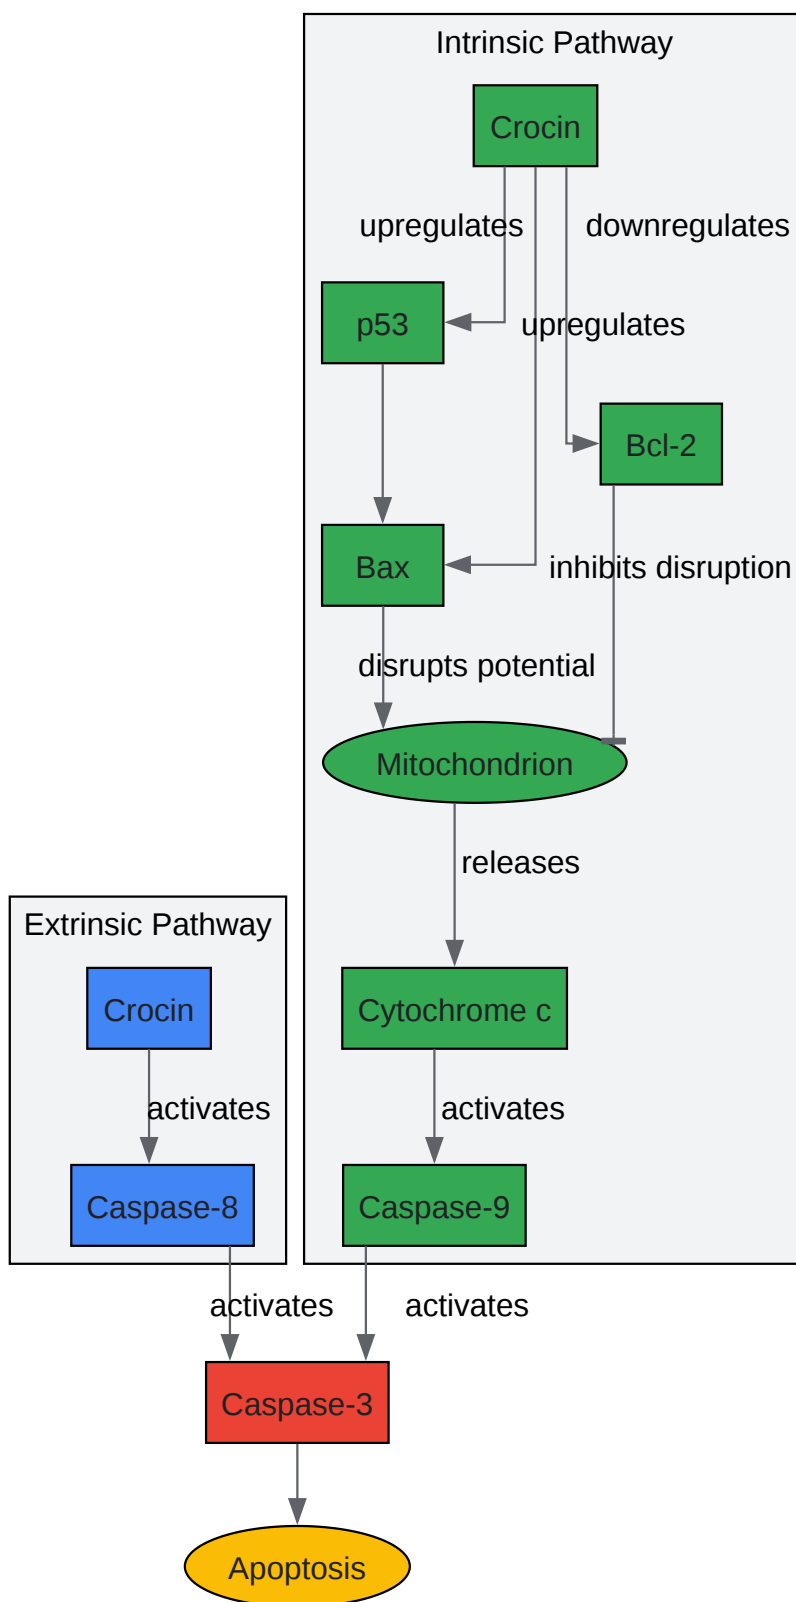 Intrinsic Pathway
Crocin
upregulates
downregulates
p53
upregulates
Bcl-2
Bax
inhibits disruption
disrupts potential
Mitochondrion
releases
Extrinsic Pathway
Crocin
Cytochrome c
activates
activates
Caspase-8
Caspase-9
activates
activates
Caspase-3
Apoptosis